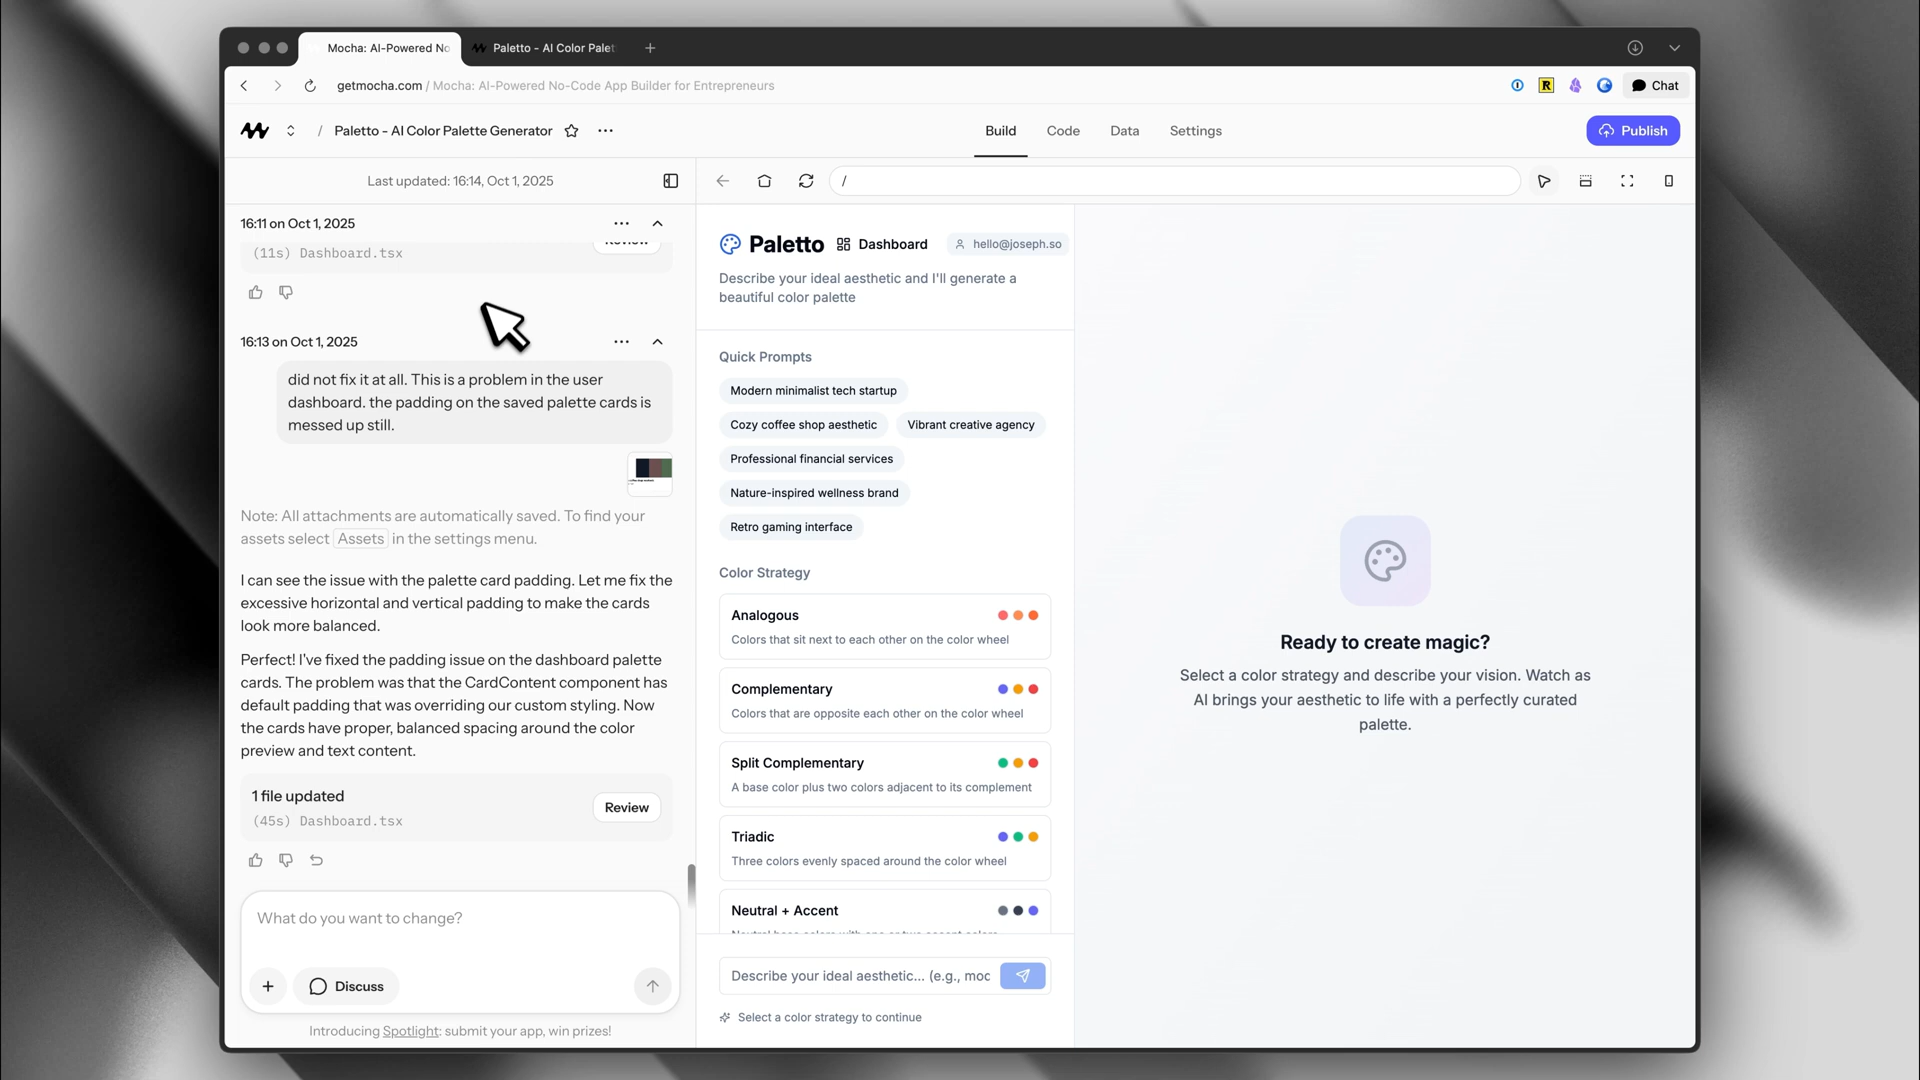 Mocha: AI-Powered No
Paletto - AI Color Palet
getmocha.com / Mocha: AI-Powered No-Code App Builder for Entrepreneurs
Chat
/ Paletto - AI Color Palette Generator
Build
Code
Data
Settings
Publish
Last updated: 16:14, Oct 1, 2025
/
16:11 on Oct 1, 2025
Review
(11s) Dashboard.tsx
16:13 on Oct 1, 2025
did not fix it at all. This is a problem in the user
dashboard. the padding on the saved palette cards is
messed up still.
Note: All attachments are automatically saved. To find your
assets select Assets in the settings menu.
I can see the issue with the palette card padding. Let me fix the
excessive horizontal and vertical padding to make the cards
look more balanced.
Perfect! I've fixed the padding issue on the dashboard palette
cards. The problem was that the CardContent component has
default padding that was overriding our custom styling. Now
the cards have proper, balanced spacing around the color
preview and text content.
1 file updated
(45s) Dashboard.tsx
Review
What do you want to change?
Discuss
Introducing Spotlight: submit your app, win prizes!
Paletto
Dashboard
hello@joseph.so
Describe your ideal aesthetic and I'll generate a
beautiful color palette
Quick Prompts
Modern minimalist tech startup
Cozy coffee shop aesthetic
Vibrant creative agency
Professional financial services
Nature-inspired wellness brand
Retro gaming interface
Color Strategy
Analogous
Colors that sit next to each other on the color wheel
Complementary
Colors that are opposite each other on the color wheel
Split Complementary
A base color plus two colors adjacent to its complement
Triadic
Three colors evenly spaced around the color wheel
Neutral + Accent
Describe your ideal aesthetic... (e.g., moc
Select a color strategy to continue
Ready to create magic?
Select a color strategy and describe your vision. Watch as
AI brings your aesthetic to life with a perfectly curated
palette.